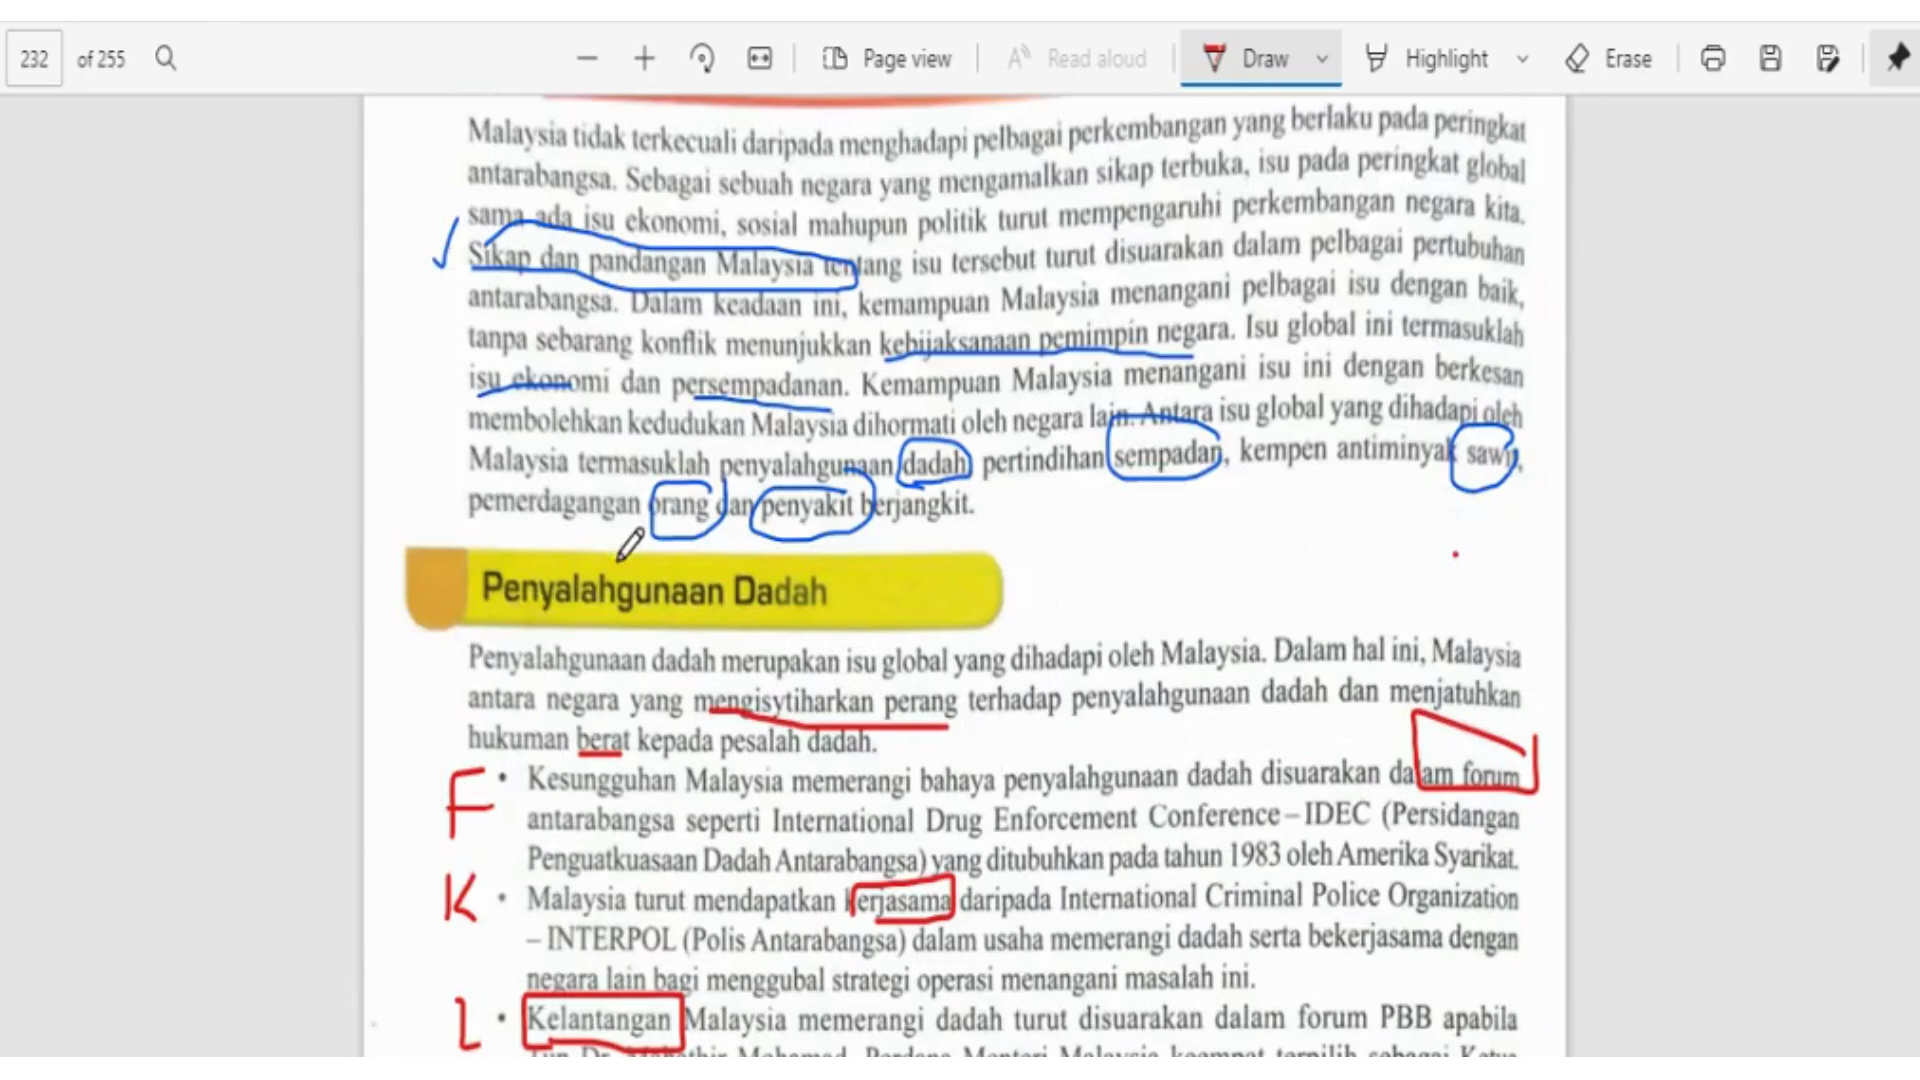 232 of 255 Page view Read aloud Draw Highlight Erase
Malaysia tidak terkecuali daripada menghadapi pelbagai perkembangan yang berlaku pada peringkat
antarabangsa. Sebagai sebuah negara yang mengamalkan sikap terbuka, isu pada peringkat global
sama ada isu ekonomi, sosial mahupun politik turut mempengaruhi perkembangan negara kita.
Sikap dan pandangan Malaysia tentang isu tersebut turut disuarakan dalam pelbagai pertubuhan
antarabangsa. Dalam keadaan ini, kemampuan Malaysia menangani pelbagai isu dengan baik,
tanpa sebarang konflik menunjukkan kebijaksanaan pemimpin negara. Isu global ini termasuklah
isu ekonomi dan persempadanan. Kemampuan Malaysia menangani isu ini dengan berkesan
membolehkan kedudukan Malaysia dihormati oleh negara lain. Antara isu global yang dihadapi oleh
Malaysia termasuklah penyalahgunaan dadah, pertindihan sempadan, kempen antiminyak sawit,
pemerdagangan orang dan penyakit berjangkit.
Penyalahgunaan Dadah
Penyalahgunaan dadah merupakan isu global yang dihadapi oleh Malaysia. Dalam hal ini, Malaysia
antara negara yang mengisytiharkan perang terhadap penyalahgunaan dadah dan menjatuhkan
hukuman berat kepada pesalah dadah.
F • Kesungguhan Malaysia memerangi bahaya penyalahgunaan dadah disuarakan dalam forum
antarabangsa seperti International Drug Enforcement Conference – IDEC (Persidangan
Penguatkuasaan Dadah Antarabangsa) yang ditubuhkan pada tahun 1983 oleh Amerika Syarikat.
K • Malaysia turut mendapatkan kerjasama daripada International Criminal Police Organization
– INTERPOL (Polis Antarabangsa) dalam usaha memerangi dadah serta bekerjasama dengan
negara lain bagi menggubal strategi operasi menangani masalah ini.
L • Kelantangan Malaysia memerangi dadah turut disuarakan dalam forum PBB apabila